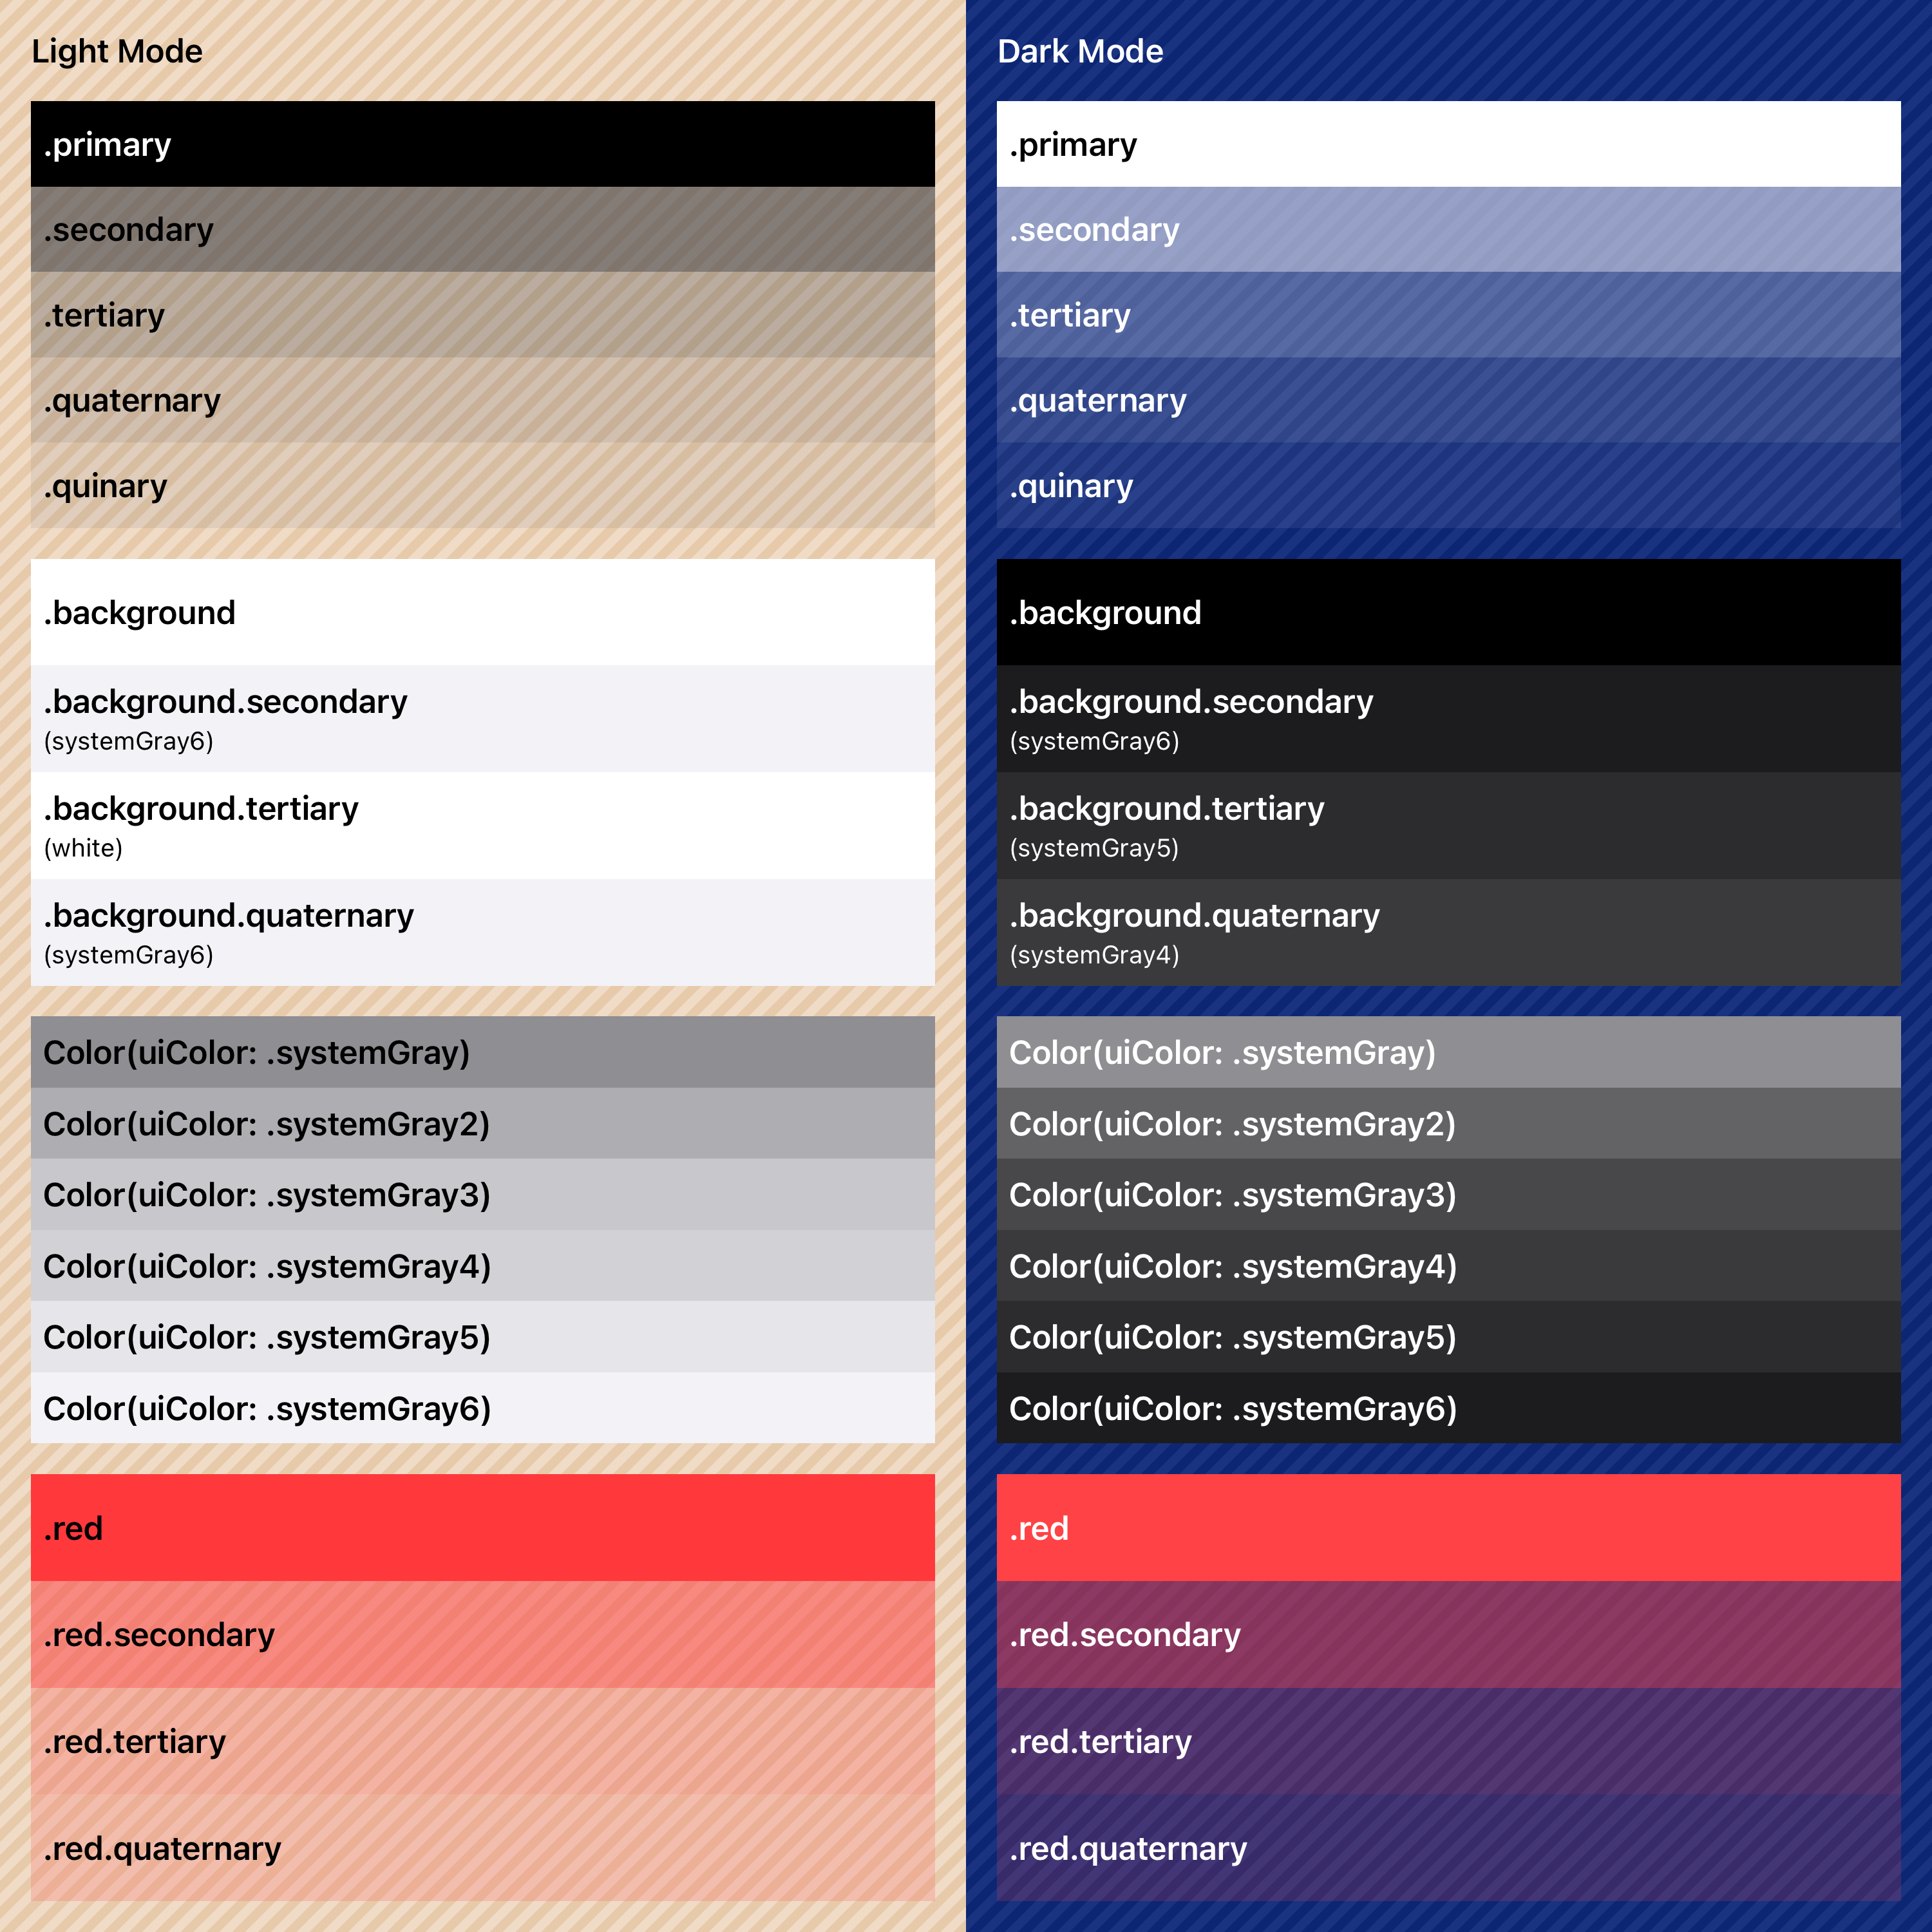 Light Mode
.primary
.secondary
.tertiary
.quaternary
.quinary
.background
.background.secondary
(systemGray6)
.background.tertiary
(white)
.background.quaternary
(systemGray6)
Color(uiColor: .systemGray)
Color(uiColor: .systemGray2)
Color(uiColor: .systemGray3)
Color(uiColor: .systemGray4)
Color(uiColor: .systemGray5)
Color(uiColor: .systemGray6)
.red
.red.secondary
.red.tertiary
.red.quaternary
Dark Mode
.primary
.secondary
.tertiary
.quaternary
.quinary
.background
.background.secondary
(systemGray6)
.background.tertiary
(systemGray5)
.background.quaternary
(systemGray4)
Color(uiColor: .systemGray)
Color(uiColor: .systemGray2)
Color(uiColor: .systemGray3)
Color(uiColor: .systemGray4)
Color(uiColor: .systemGray5)
Color(uiColor: .systemGray6)
.red
.red.secondary
.red.tertiary
.red.quaternary